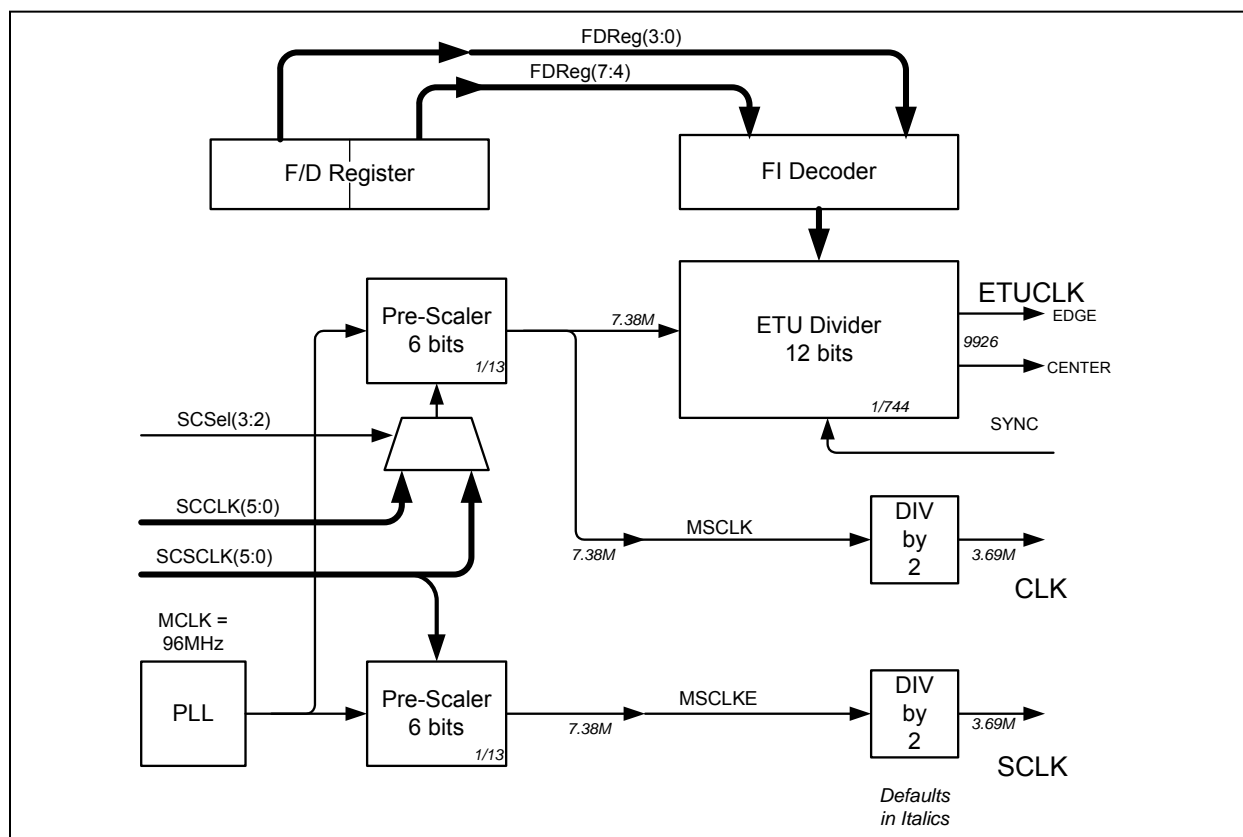 FDReg(3:0)
FDReg(7:4)
F/D Register
FI Decoder
Pre-Scaler
6 bits
1/13
7.38M
ETU Divider
12 bits
1/744
ETUCLK
EDGE
9926
CENTER
SYNC
SCSel(3:2)
SCCLK(5:0)
SCSCLK(5:0)
MSCLK
7.38M
DIV
by
2
3.69M
CLK
MCLK =
96MHz
PLL
Pre-Scaler
6 bits
1/13
7.38M
MSCLKE
DIV
by
2
3.69M
SCLK
Defaults
in Italics